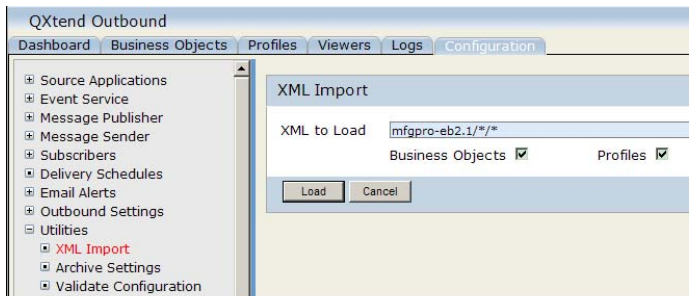 QXtend Outbound
Dashboard Business Objects Profiles Viewers Logs Configuration
Source Applications
Event Service
Message Publisher
Message Sender
Subscribers
Delivery Schedules
Email Alerts
Outbound Settings
Utilities
XML Import
Archive Settings
Validate Configuration
XML Import
XML to Load mfgpro-eb2.1/*/*
Business Objects Profiles
Load Cancel